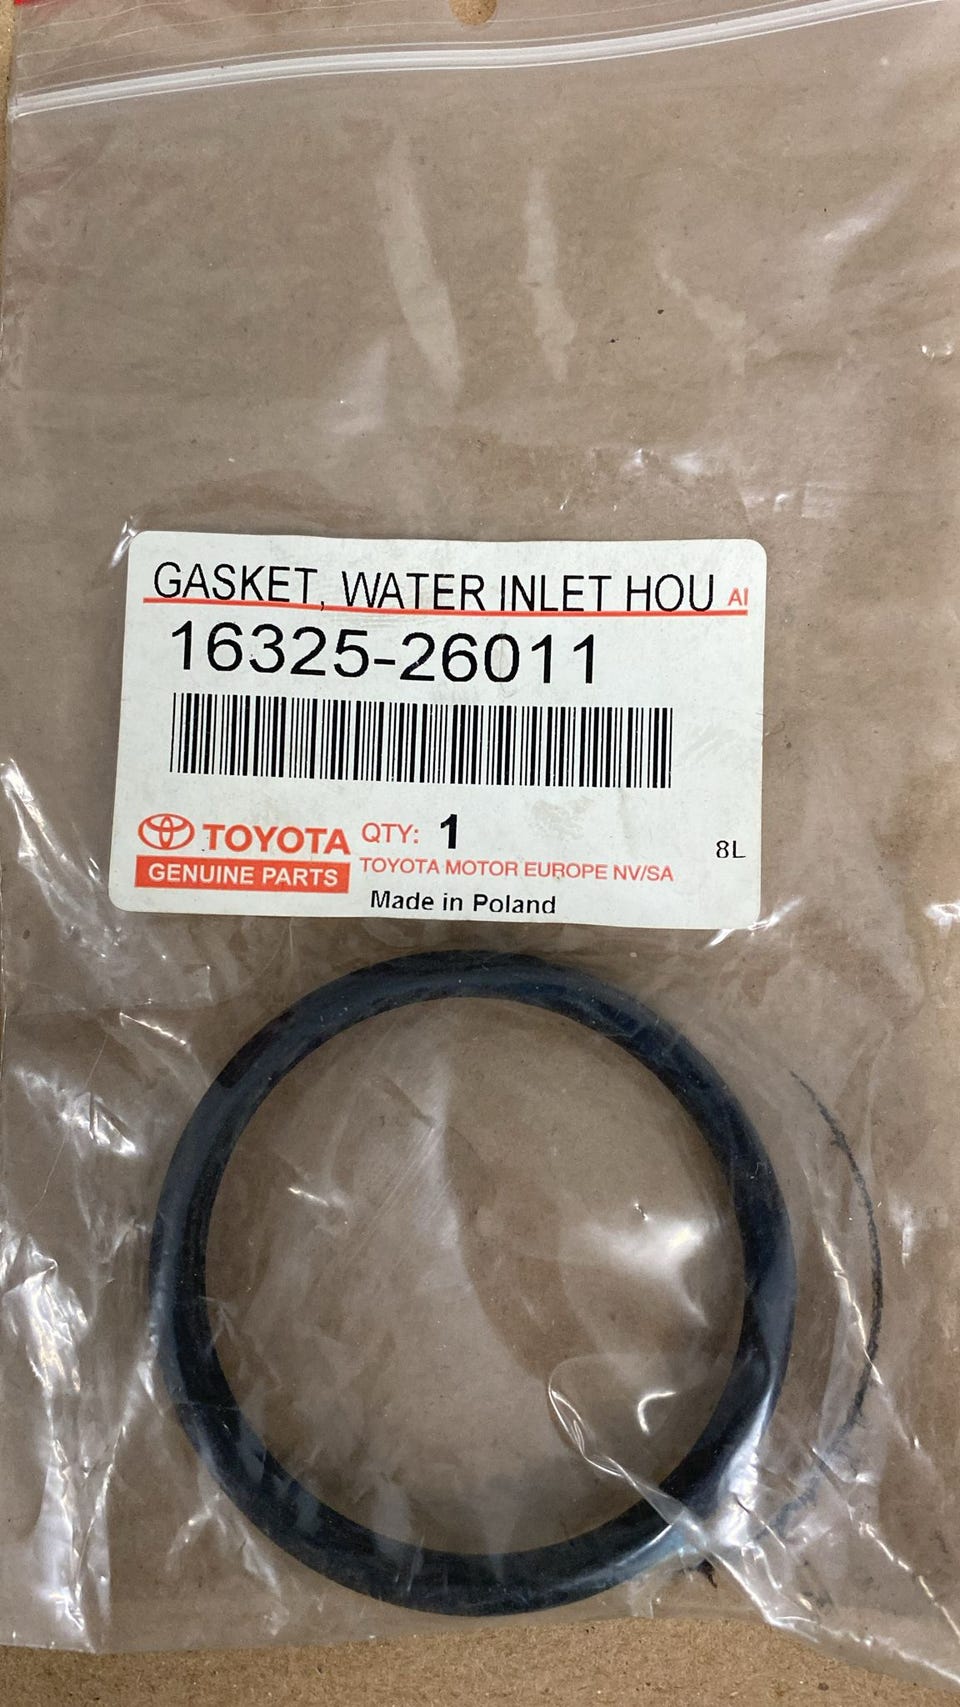 GASKET, WATER INLET HOU AI
16325-26011
TOYOTA QTY: 1
8L
GENUINE PARTS TOYOTA MOTOR EUROPE NV/SA
Made in Poland